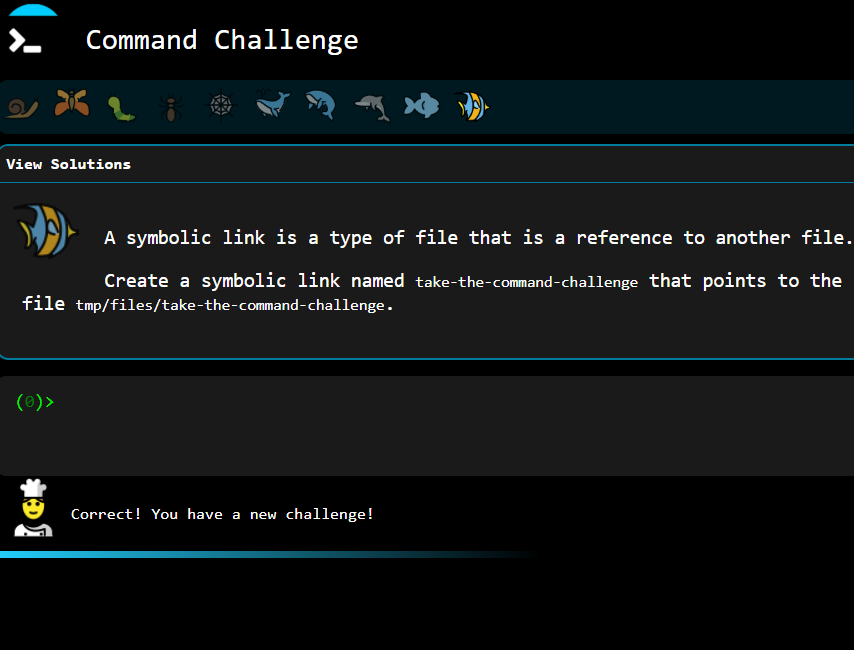 Command Challenge
View Solutions
A symbolic link is a type of file that is a reference to another file.
Create a symbolic link named take-the-command-challenge that points to the
file tmp/files/take-the-command-challenge.
(0)>
Correct! You have a new challenge!